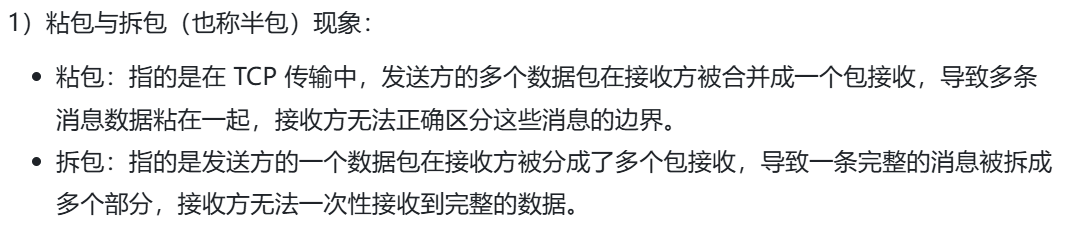 1）粘包与拆包（也称半包）现象：
• 粘包：指的是在 TCP 传输中，发送方的多个数据包在接收方被合并成一个包接收，导致多条
消息数据粘在一起，接收方无法正确区分这些消息的边界。
• 拆包：指的是发送方的一个数据包在接收方被分成了多个包接收，导致一条完整的消息被拆成
多个部分，接收方无法一次性接收到完整的数据。